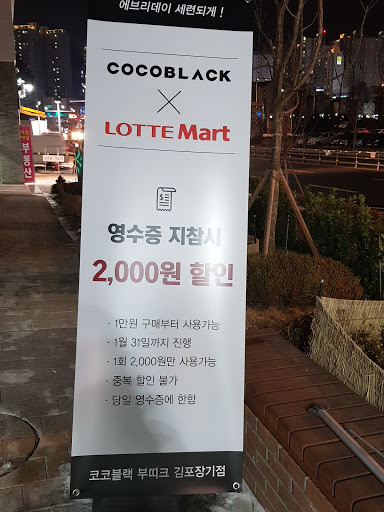 에브리데이 세련되게 !
COCOBLACK
×
LOTTE Mart
영수증 지참시
2,000원 할인
· 1만원 구매부터 사용가능
· 1월 31일까지 진행
· 1회 2,000원만 사용가능
· 중복 할인 불가
· 당일 영수증에 한함
코코블랙 부띠크 김포장기점
부동산